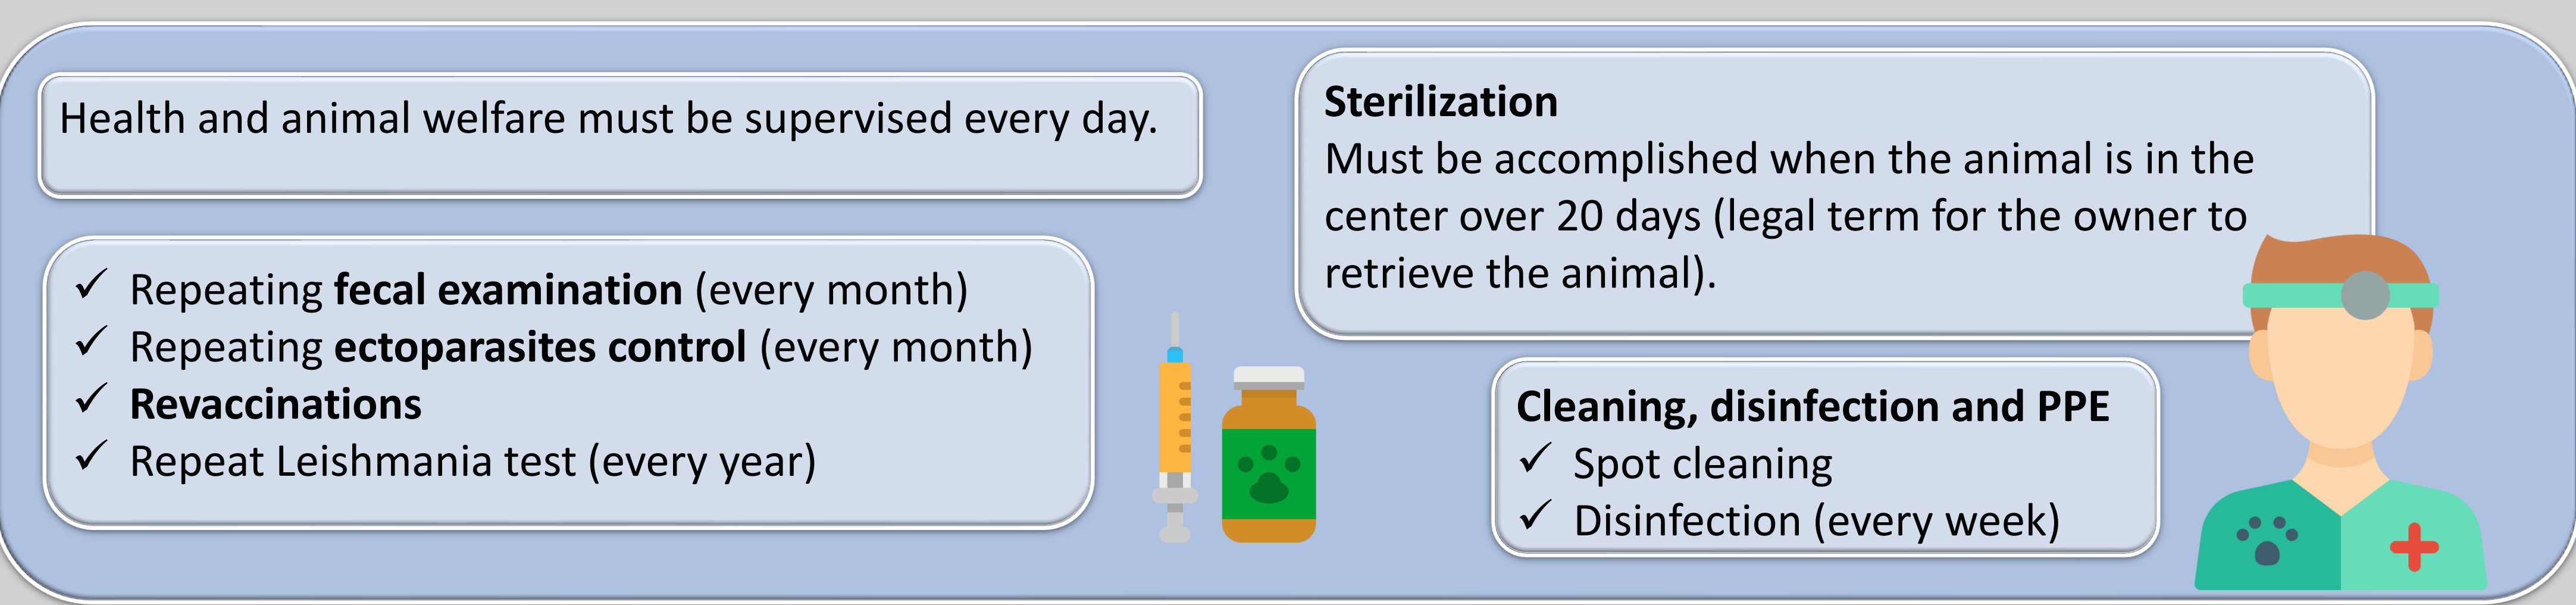 Health and animal welfare must be supervised every day.
✓ Repeating fecal examination (every month)
✓ Repeating ectoparasites control (every month)
✓ Revaccinations
✓ Repeat Leishmania test (every year)
Sterilization
Must be accomplished when the animal is in the
center over 20 days (legal term for the owner to
retrieve the animal).
Cleaning, disinfection and PPE
✓ Spot cleaning
✓ Disinfection (every week)